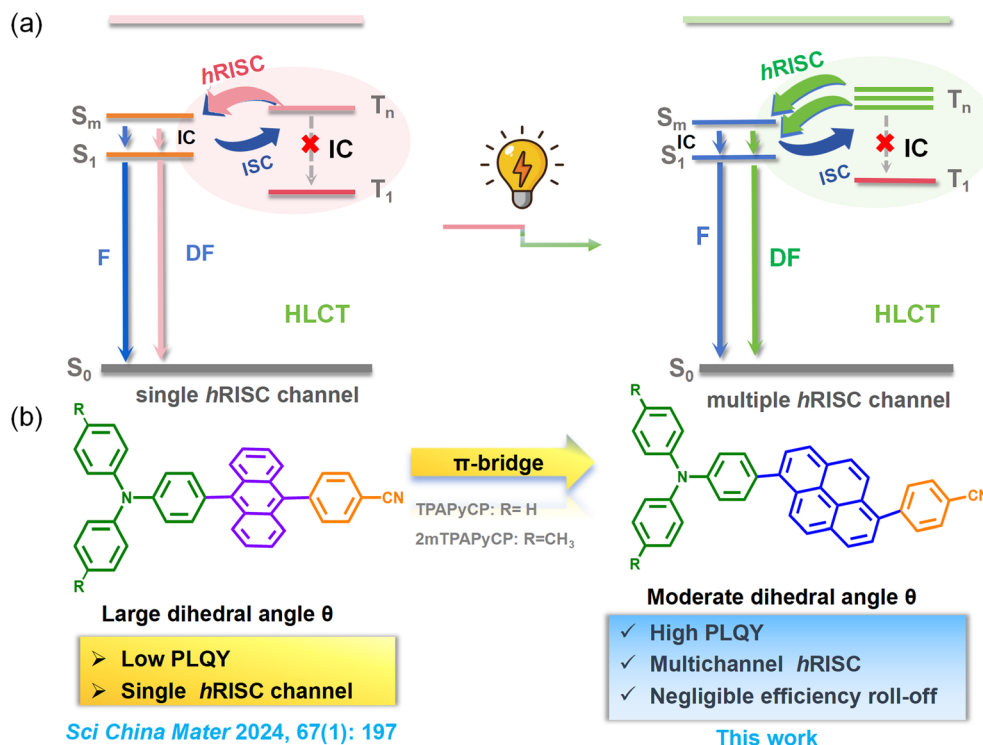 (a)
hRISC
Sm
Tn
IC
S1
ISC
IC
T1
F
DF
HLCT
S0
single hRISC channel
hRISC
Sm
Tn
IC
S1
ISC
IC
T1
F
DF
HLCT
S0
multiple hRISC channel
(b)
R
N
R
CN
π-bridge
TPAPyCP: R= H
2mTPAPyCP: R=CH3
R
N
R
CN
Large dihedral angle θ
➢ Low PLQY
➢ Single hRISC channel
Sci China Mater 2024, 67(1): 197
Moderate dihedral angle θ
✓ High PLQY
✓ Multichannel hRISC
✓ Negligible efficiency roll-off
This work